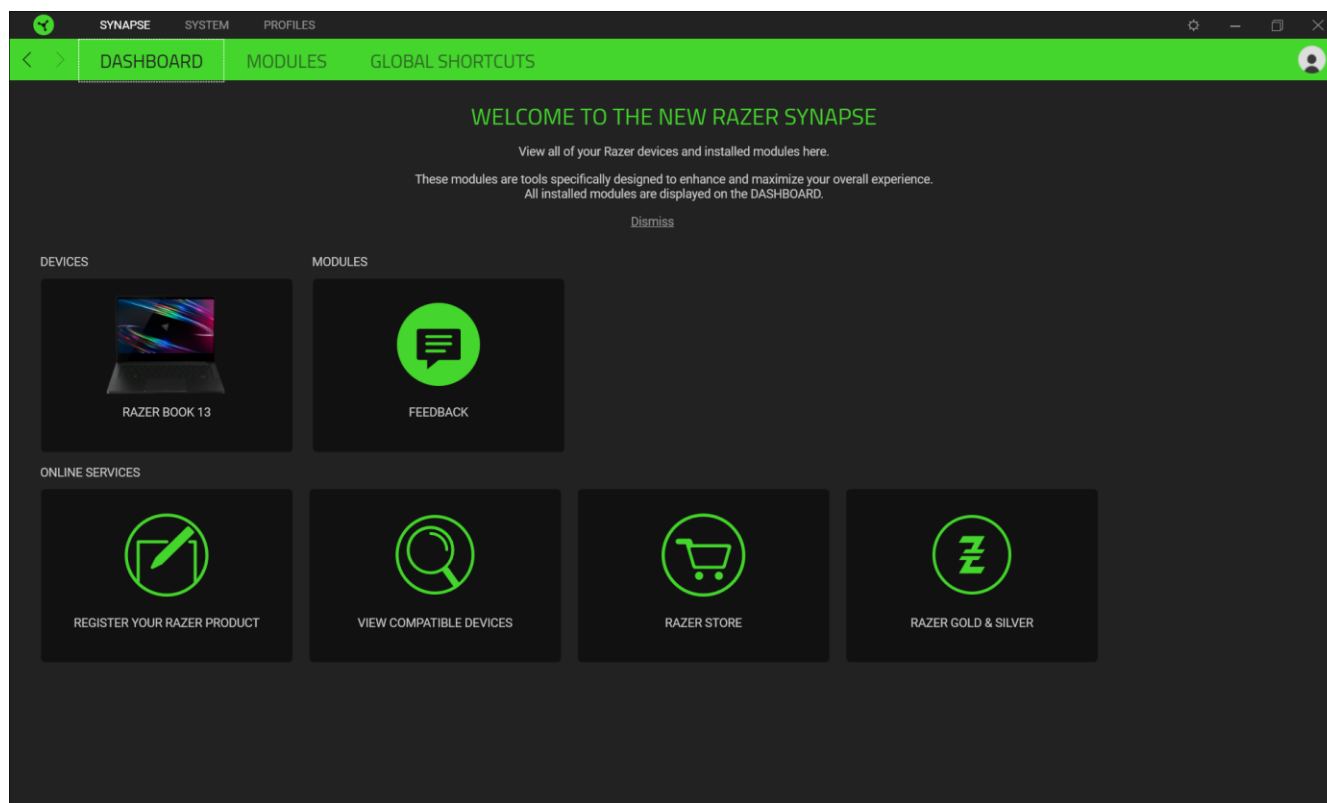 SYNAPSE SYSTEM PROFILES
DASHBOARD MODULES GLOBAL SHORTCUTS
WELCOME TO THE NEW RAZER SYNAPSE
View all of your Razer devices and installed modules here.
These modules are tools specifically designed to enhance and maximize your overall experience.
All installed modules are displayed on the DASHBOARD.
Dismiss
DEVICES MODULES
RAZER BOOK 13 FEEDBACK
ONLINE SERVICES
REGISTER YOUR RAZER PRODUCT VIEW COMPATIBLE DEVICES RAZER STORE RAZER GOLD & SILVER